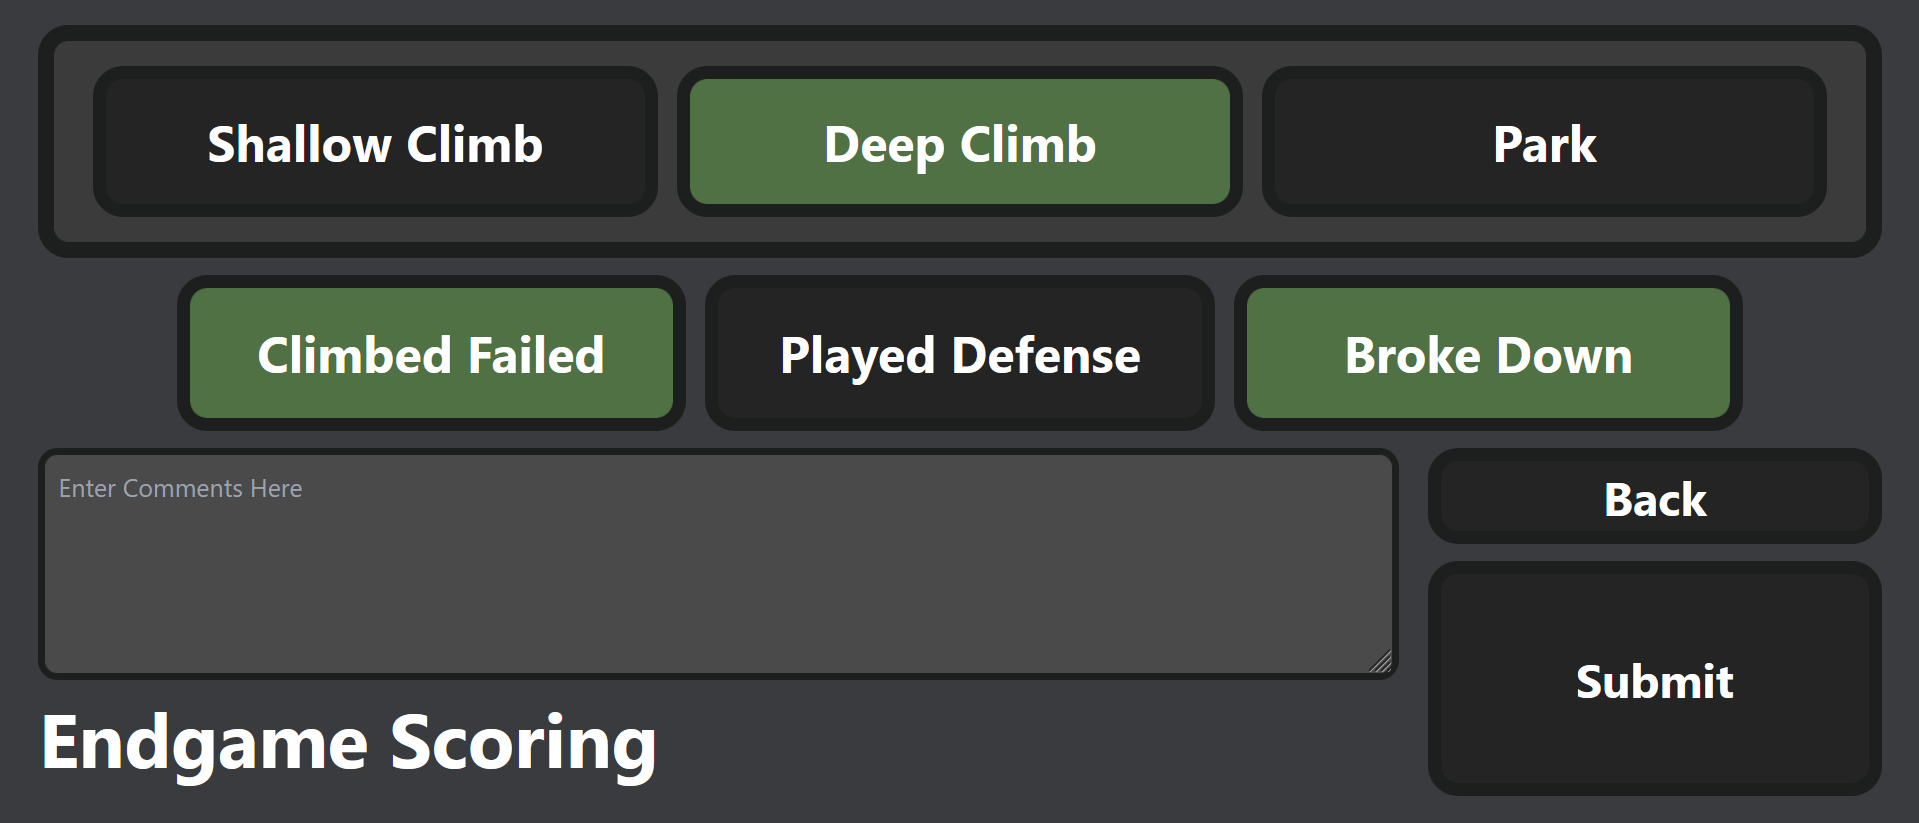 Shallow Climb
Deep Climb
Park
Climbed Failed
Played Defense
Broke Down
Enter Comments Here
Back
Submit
Endgame Scoring